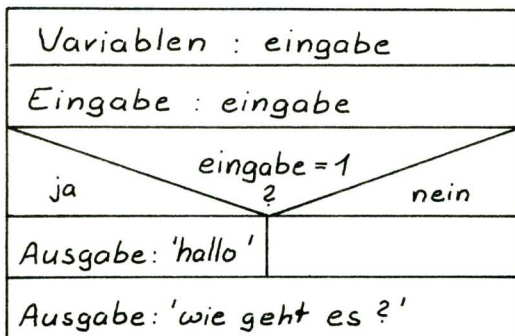 Variablen : eingabe
Eingabe : eingabe
eingabe = 1
ja ? nein
Ausgabe: 'hallo'
Ausgabe: 'wie geht es ?'